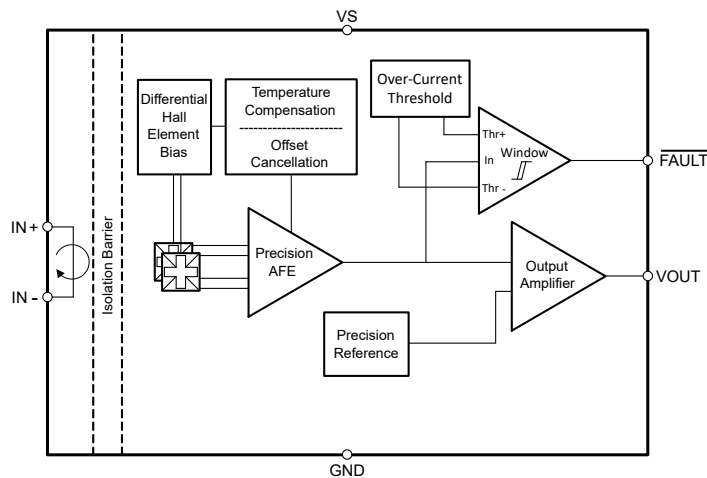 VS
Differential
Hall
Element
Bias
Temperature
Compensation
Offset
Cancellation
Over-Current
Threshold
Thr+
In
Window
Thr -
FAULT
IN+
IN-
Isolation Barrier
Precision
AFE
Output
Amplifier
VOUT
Precision
Reference
GND